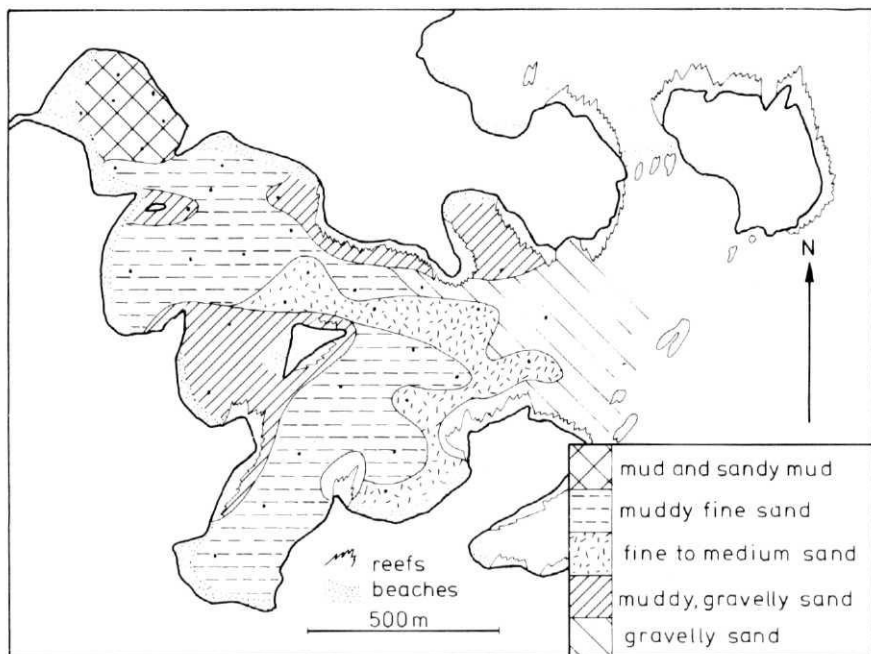 N
mud and sandy mud
muddy fine sand
fine to medium sand
muddy, gravelly sand
gravelly sand
reefs
beaches
500m